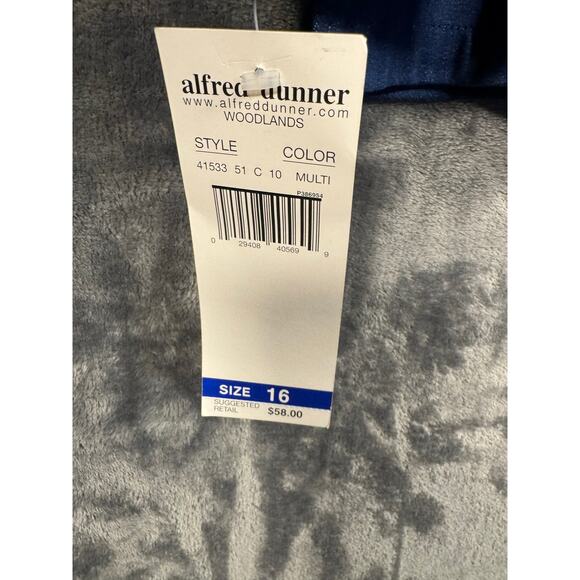 alfred dunner
www.alfreddunner.com
WOODLANDS
STYLE COLOR
41533 51 C 10 MULTI
P386954
0 29408 40569 9
SIZE 16
SUGGESTED
RETAIL $58.00